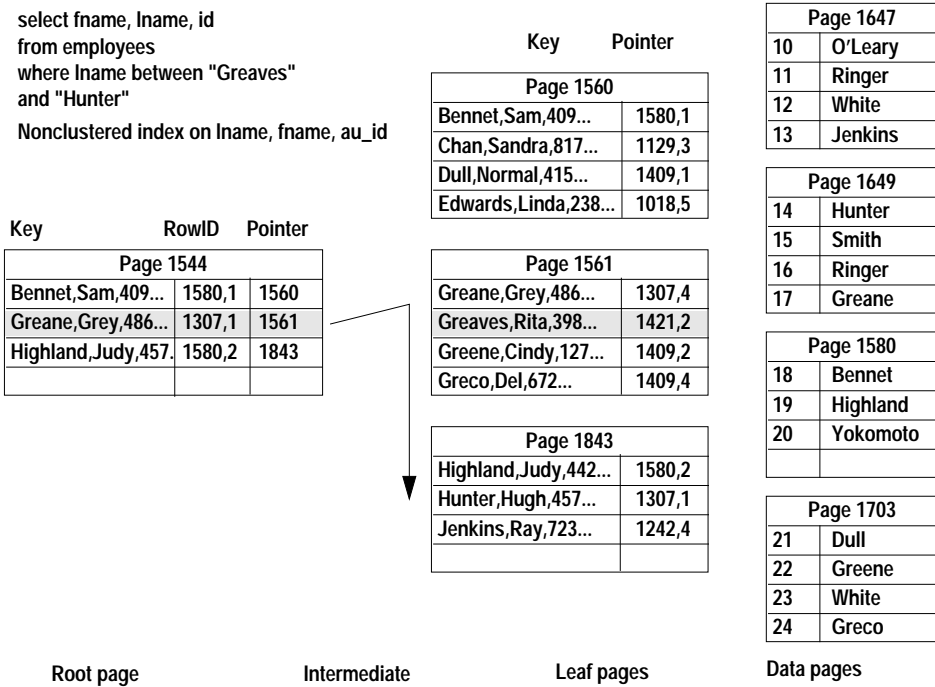 select fname, lname, id
from employees
where lname between "Greaves"
and "Hunter"
Nonclustered index on lname, fname, au_id
Key RowID Pointer
Page 1544
Bennet,Sam,409... 1580,1 1560
Greane,Grey,486... 1307,1 1561
Highland,Judy,457. 1580,2 1843
Key Pointer
Page 1560
Bennet,Sam,409... 1580,1
Chan,Sandra,817... 1129,3
Dull,Normal,415... 1409,1
Edwards,Linda,238... 1018,5
Page 1561
Greane,Grey,486... 1307,4
Greaves,Rita,398... 1421,2
Greene,Cindy,127... 1409,2
Greco,Del,672... 1409,4
Page 1843
Highland,Judy,442... 1580,2
Hunter,Hugh,457... 1307,1
Jenkins,Ray,723... 1242,4
Page 1647
10 O’Leary
11 Ringer
12 White
13 Jenkins
Page 1649
14 Hunter
15 Smith
16 Ringer
17 Greane
Page 1580
18 Bennet
19 Highland
20 Yokomoto
Page 1703
21 Dull
22 Greene
23 White
24 Greco
Root page Intermediate Leaf pages Data pages